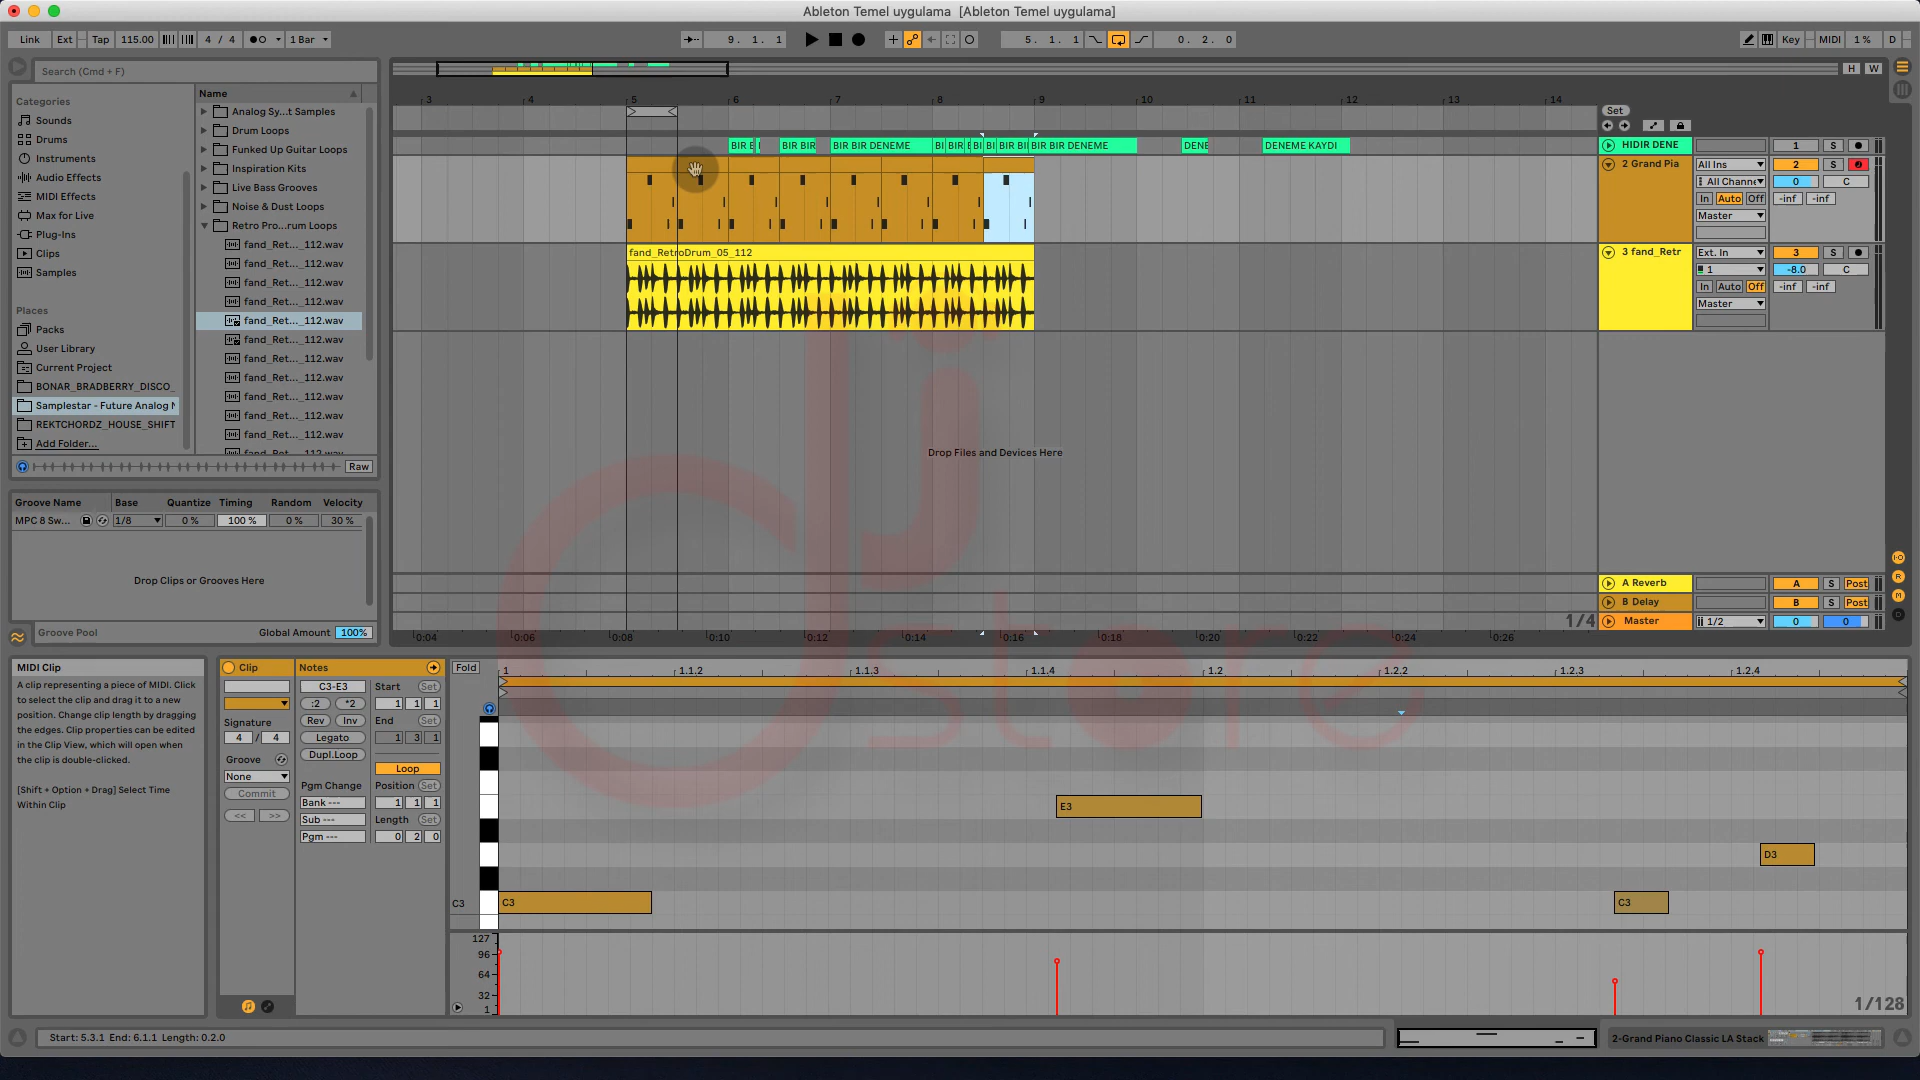 Ableton Temel uygulama [Ableton Temel uygulama]
Link Ext Tap 115.00 4 / 4 1 Bar 9. 1. 1 5. 1. 1 0. 2. 0 Key MIDI 1 % D
Search (Cmd + F)
H W
Categories
Sounds
Drums
Instruments
Audio Effects
MIDI Effects
Max for Live
Plug-Ins
Clips
Samples
Places
Packs
User Library
Current Project
BONAR_BRADBERRY_DISCO_
Samplestar - Future Analog
REKTCHORDZ_HOUSE_SHIFT
Add Folder...
Name
Analog Sy...t Samples
Drum Loops
Funked Up Guitar Loops
Inspiration Kits
Live Bass Grooves
Noise & Dust Loops
Retro Pro...rum Loops
fand_Ret..._112.wav
fand_Ret..._112.wav
fand_Ret..._112.wav
fand_Ret..._112.wav
fand_Ret..._112.wav
fand_Ret..._112.wav
fand_Ret..._112.wav
fand_Ret..._112.wav
fand_Ret..._112.wav
fand_Ret..._112.wav
fand_Ret..._112.wav
Raw
Groove Name Base Quantize Timing Random Velocity
MPC 8 Sw... 1/8 0 % 100 % 0 % 30 %
Drop Clips or Grooves Here
Groove Pool Global Amount 100%
3 4 5 6 7 8 9 10 11 12 13 14
Set
BIR BIR BIR BIR BIR DENEME BIR BIR BIR BIR BIR DENEME DENE DENEME KAYDI
HIDIR DENE 1 S
2 Grand Pia All Ins 2 S
All Channe 0 C
In Auto Off -inf -inf
Master
fand_RetroDrum_05_112
3 fand_Retr Ext. In 3 S
1 -8.0 C
In Auto Off -inf -inf
Master
Drop Files and Devices Here
A Reverb A S Post
B Delay B S Post
Master 1/2 0 0
1/4
0:04 0:06 0:08 0:10 0:12 0:14 0:16 0:18 0:20 0:22 0:24 0:26
dj store
MIDI Clip
A clip representing a piece of MIDI. Click
to select the clip and drag it to a new
position. Change clip length by dragging
the edges. Clip properties can be edited
in the Clip View, which will open when
the clip is double-clicked.
[Shift + Option + Drag] Select Time
Within Clip
Clip
Signature
4 / 4
Groove
None
Commit
<< >>
Notes
C3-E3
:2 *2
Rev Inv
Legato
Dupl.Loop
Pgm Change
Bank ---
Sub ---
Pgm ---
Start Set
1 1 1
End Set
1 3 1
Loop
Position Set
1 1 1
Length Set
0 2 0
Fold
1 1.1.2 1.1.3 1.1.4 1.2 1.2.2 1.2.3 1.2.4
E3
D3
C3 C3 C3
127
96
64
32
1
1/128
Start: 5.3.1 End: 6.1.1 Length: 0.2.0
2-Grand Piano Classic LA Stack